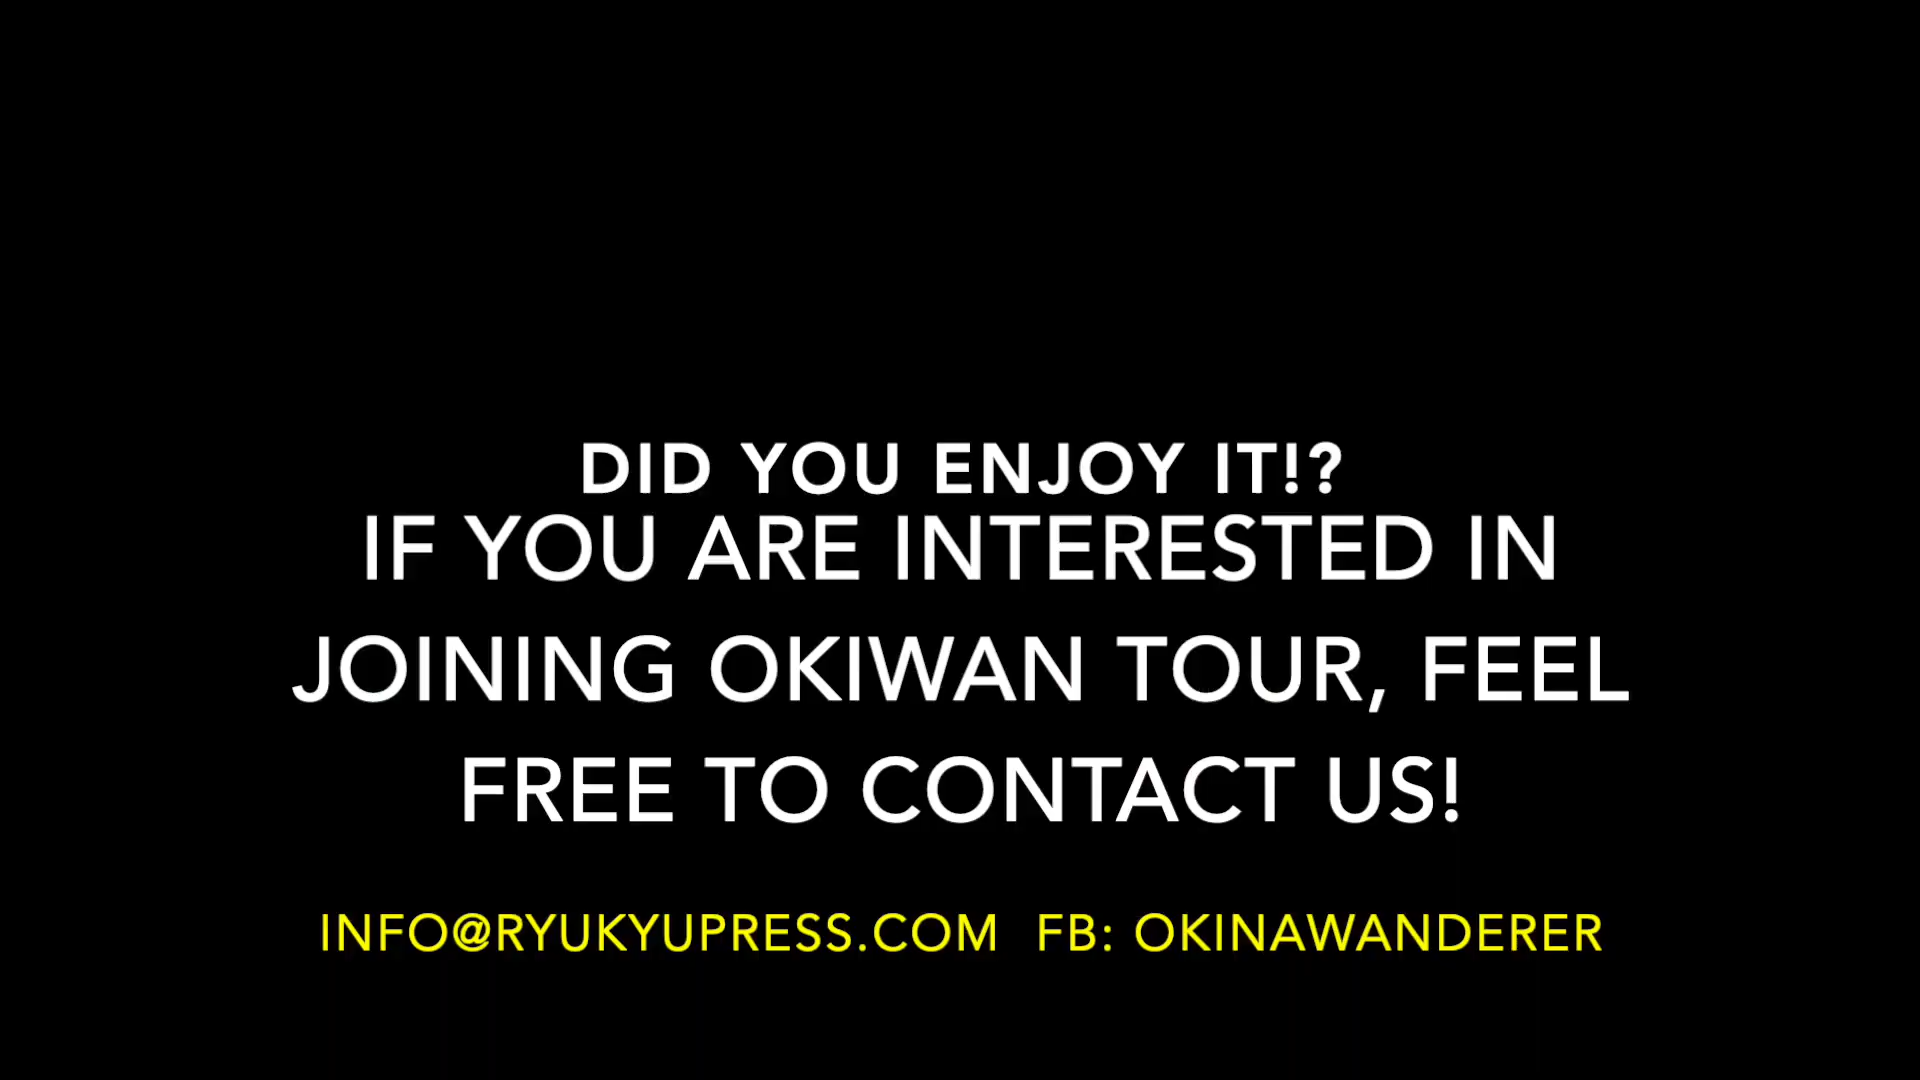 DID YOU ENJOY IT!?
IF YOU ARE INTERESTED IN
JOINING OKIWAN TOUR, FEEL
FREE TO CONTACT US!
INFO@RYUKYUPRESS.COM FB: OKINAWANDERER